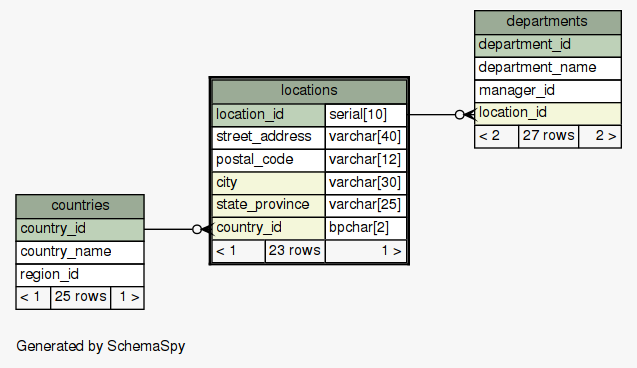 departments
department_id
department_name
manager_id
location_id
< 2 27 rows 2 >
locations
location_id serial[10]
street_address varchar[40]
postal_code varchar[12]
city varchar[30]
state_province varchar[25]
country_id bpchar[2]
< 1 23 rows 1 >
countries
country_id
country_name
region_id
< 1 25 rows 1 >
Generated by SchemaSpy